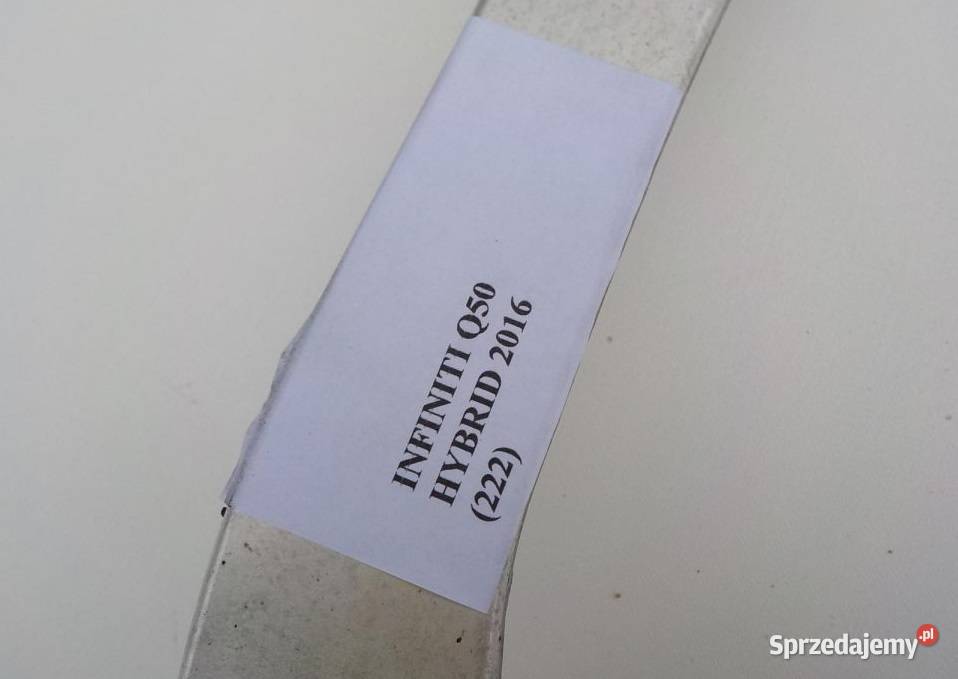 INFINITI Q50
HYBRID 2016
(222)
Sprzedajemy.pl